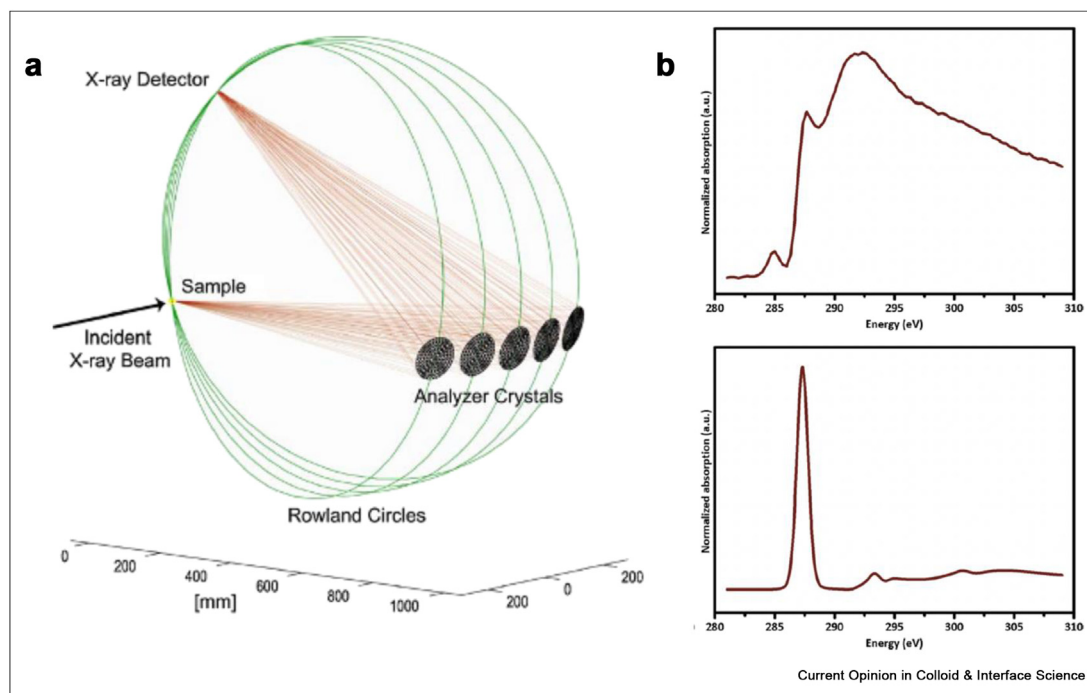 a
X-ray Detector
Sample
Incident
X-ray Beam
Analyzer Crystals
Rowland Circles
0
200
400
600
800
1000
[mm]
200
0
200
b
Normalized absorption (a.u.)
280 285 290 295 300 305 310
Energy (eV)
Normalized absorption (a.u.)
280 285 290 295 300 305 310
Energy (eV)
Current Opinion in Colloid & Interface Science